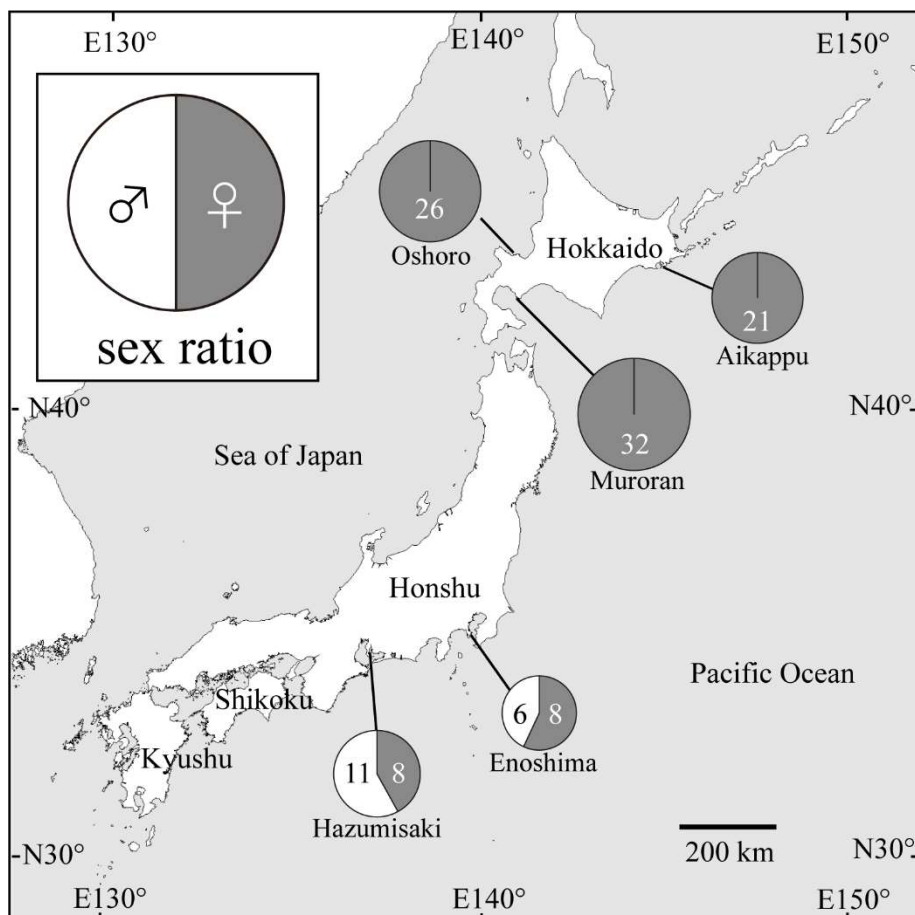 E130°
E140°
E150°
♂ ♀
sex ratio
26
Oshoro
Hokkaido
21
Aikappu
N40°
N40°
32
Muroran
Sea of Japan
Honshu
Pacific Ocean
Shikoku
6 8
Enoshima
Kyushu
11 8
Hazumisaki
200 km
N30°
N30°
E130°
E140°
E150°